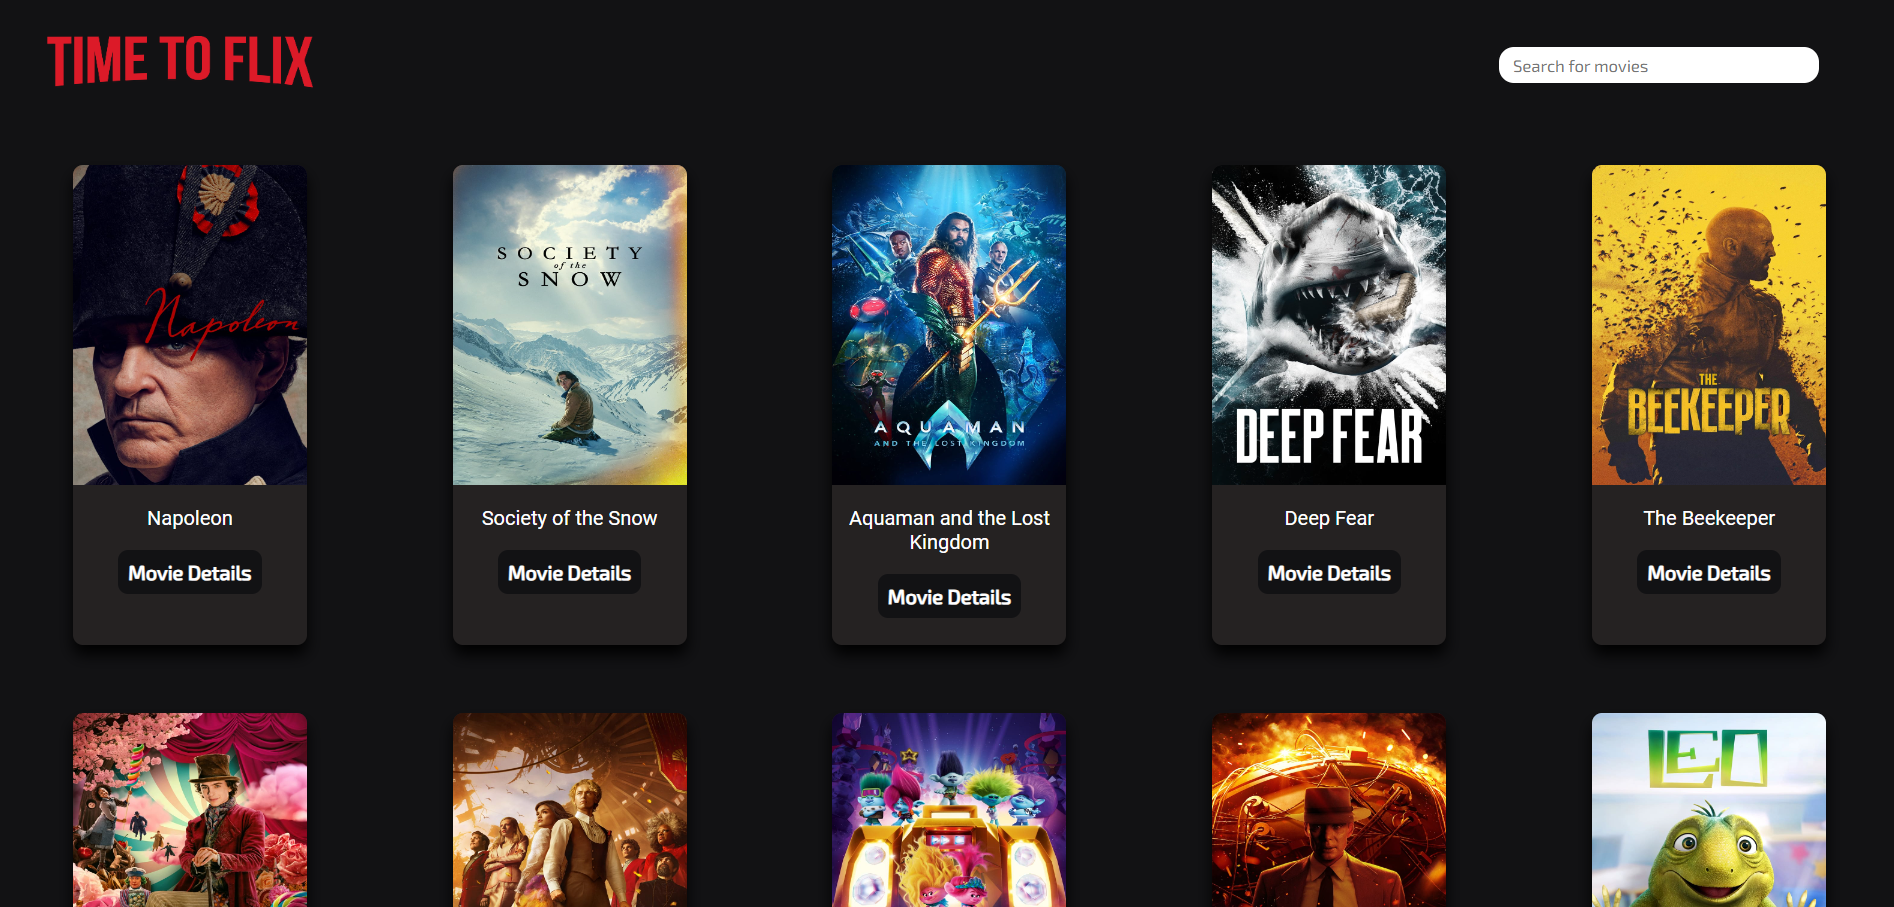 TIME TO FLIX
Search for movies
Napoleon
SOCIETY
of the
SNOW
AQUAMAN
AND THE LOST KINGDOM
DEEP FEAR
THE
BEEKEEPER
Napoleon
Society of the Snow
Aquaman and the Lost
Kingdom
Deep Fear
The Beekeeper
Movie Details
Movie Details
Movie Details
Movie Details
Movie Details
LEO